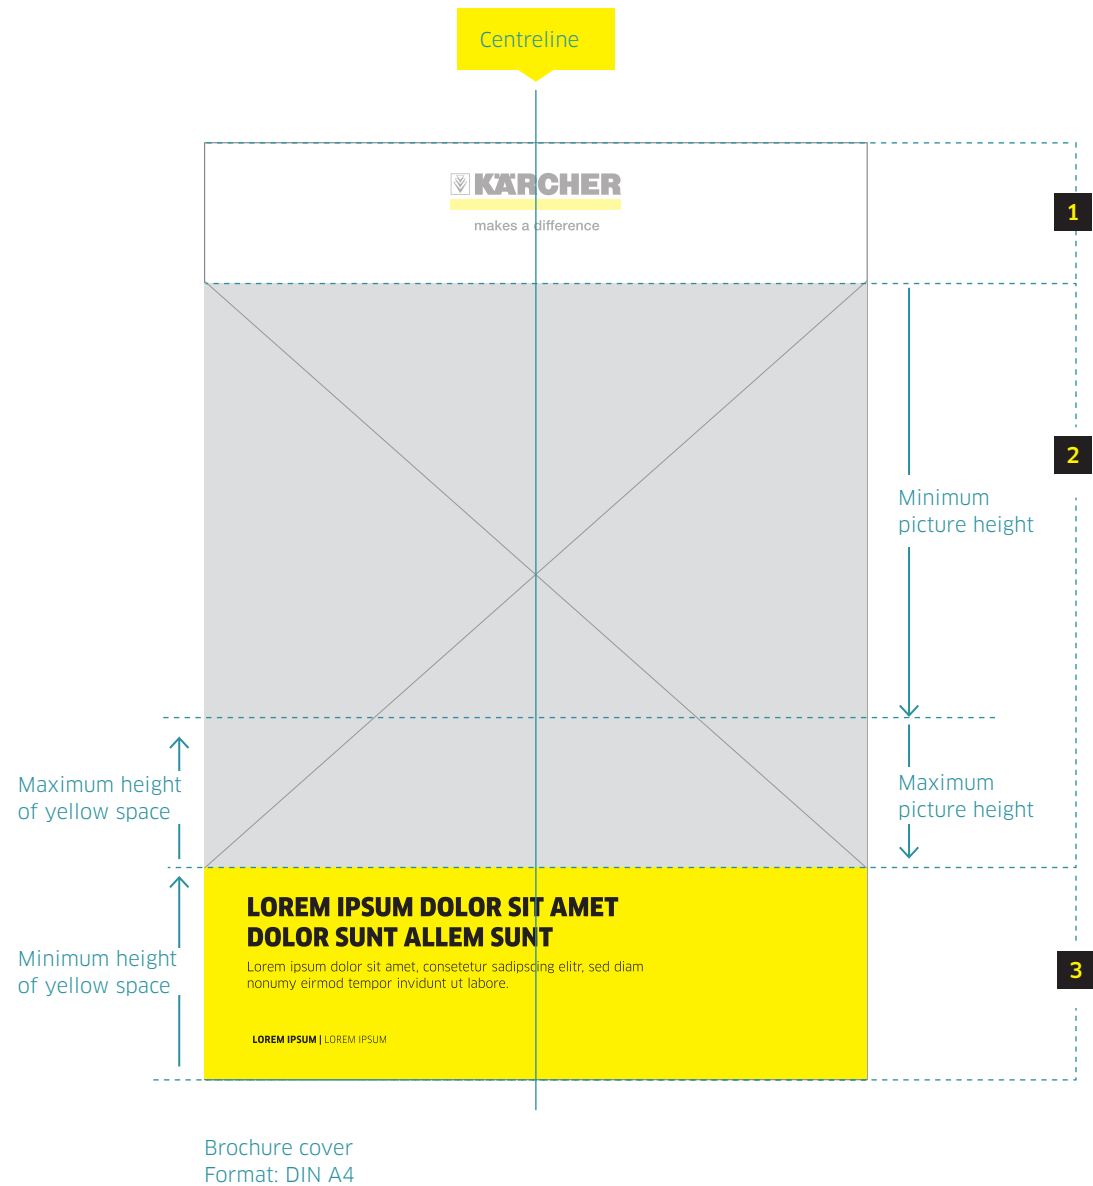 Centreline
KÄRCHER
makes a difference
1
2
Minimum
picture height
Maximum height
of yellow space
Maximum
picture height
LOREM IPSUM DOLOR SIT AMET
DOLOR SUNT ALLEM SUNT
Lorem ipsum dolor sit amet, consetetur sadipscing elitr, sed diam
nonumy eirmod tempor invidunt ut labore.
Minimum height
of yellow space
3
LOREM IPSUM | LOREM IPSUM
Brochure cover
Format: DIN A4